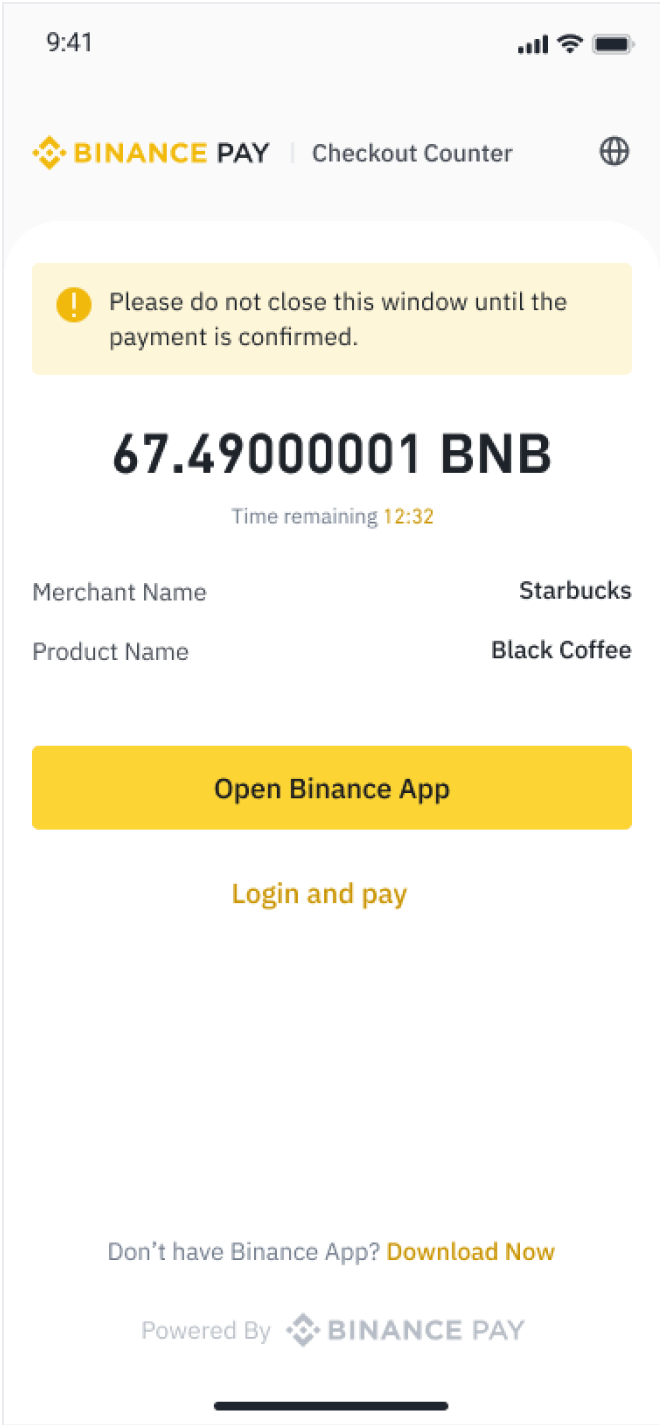 9:41
BINANCE PAY | Checkout Counter
Please do not close this window until the
payment is confirmed.
67.49000001 BNB
Time remaining 12:32
Merchant Name Starbucks
Product Name Black Coffee
Open Binance App
Login and pay
Don’t have Binance App? Download Now
Powered By BINANCE PAY